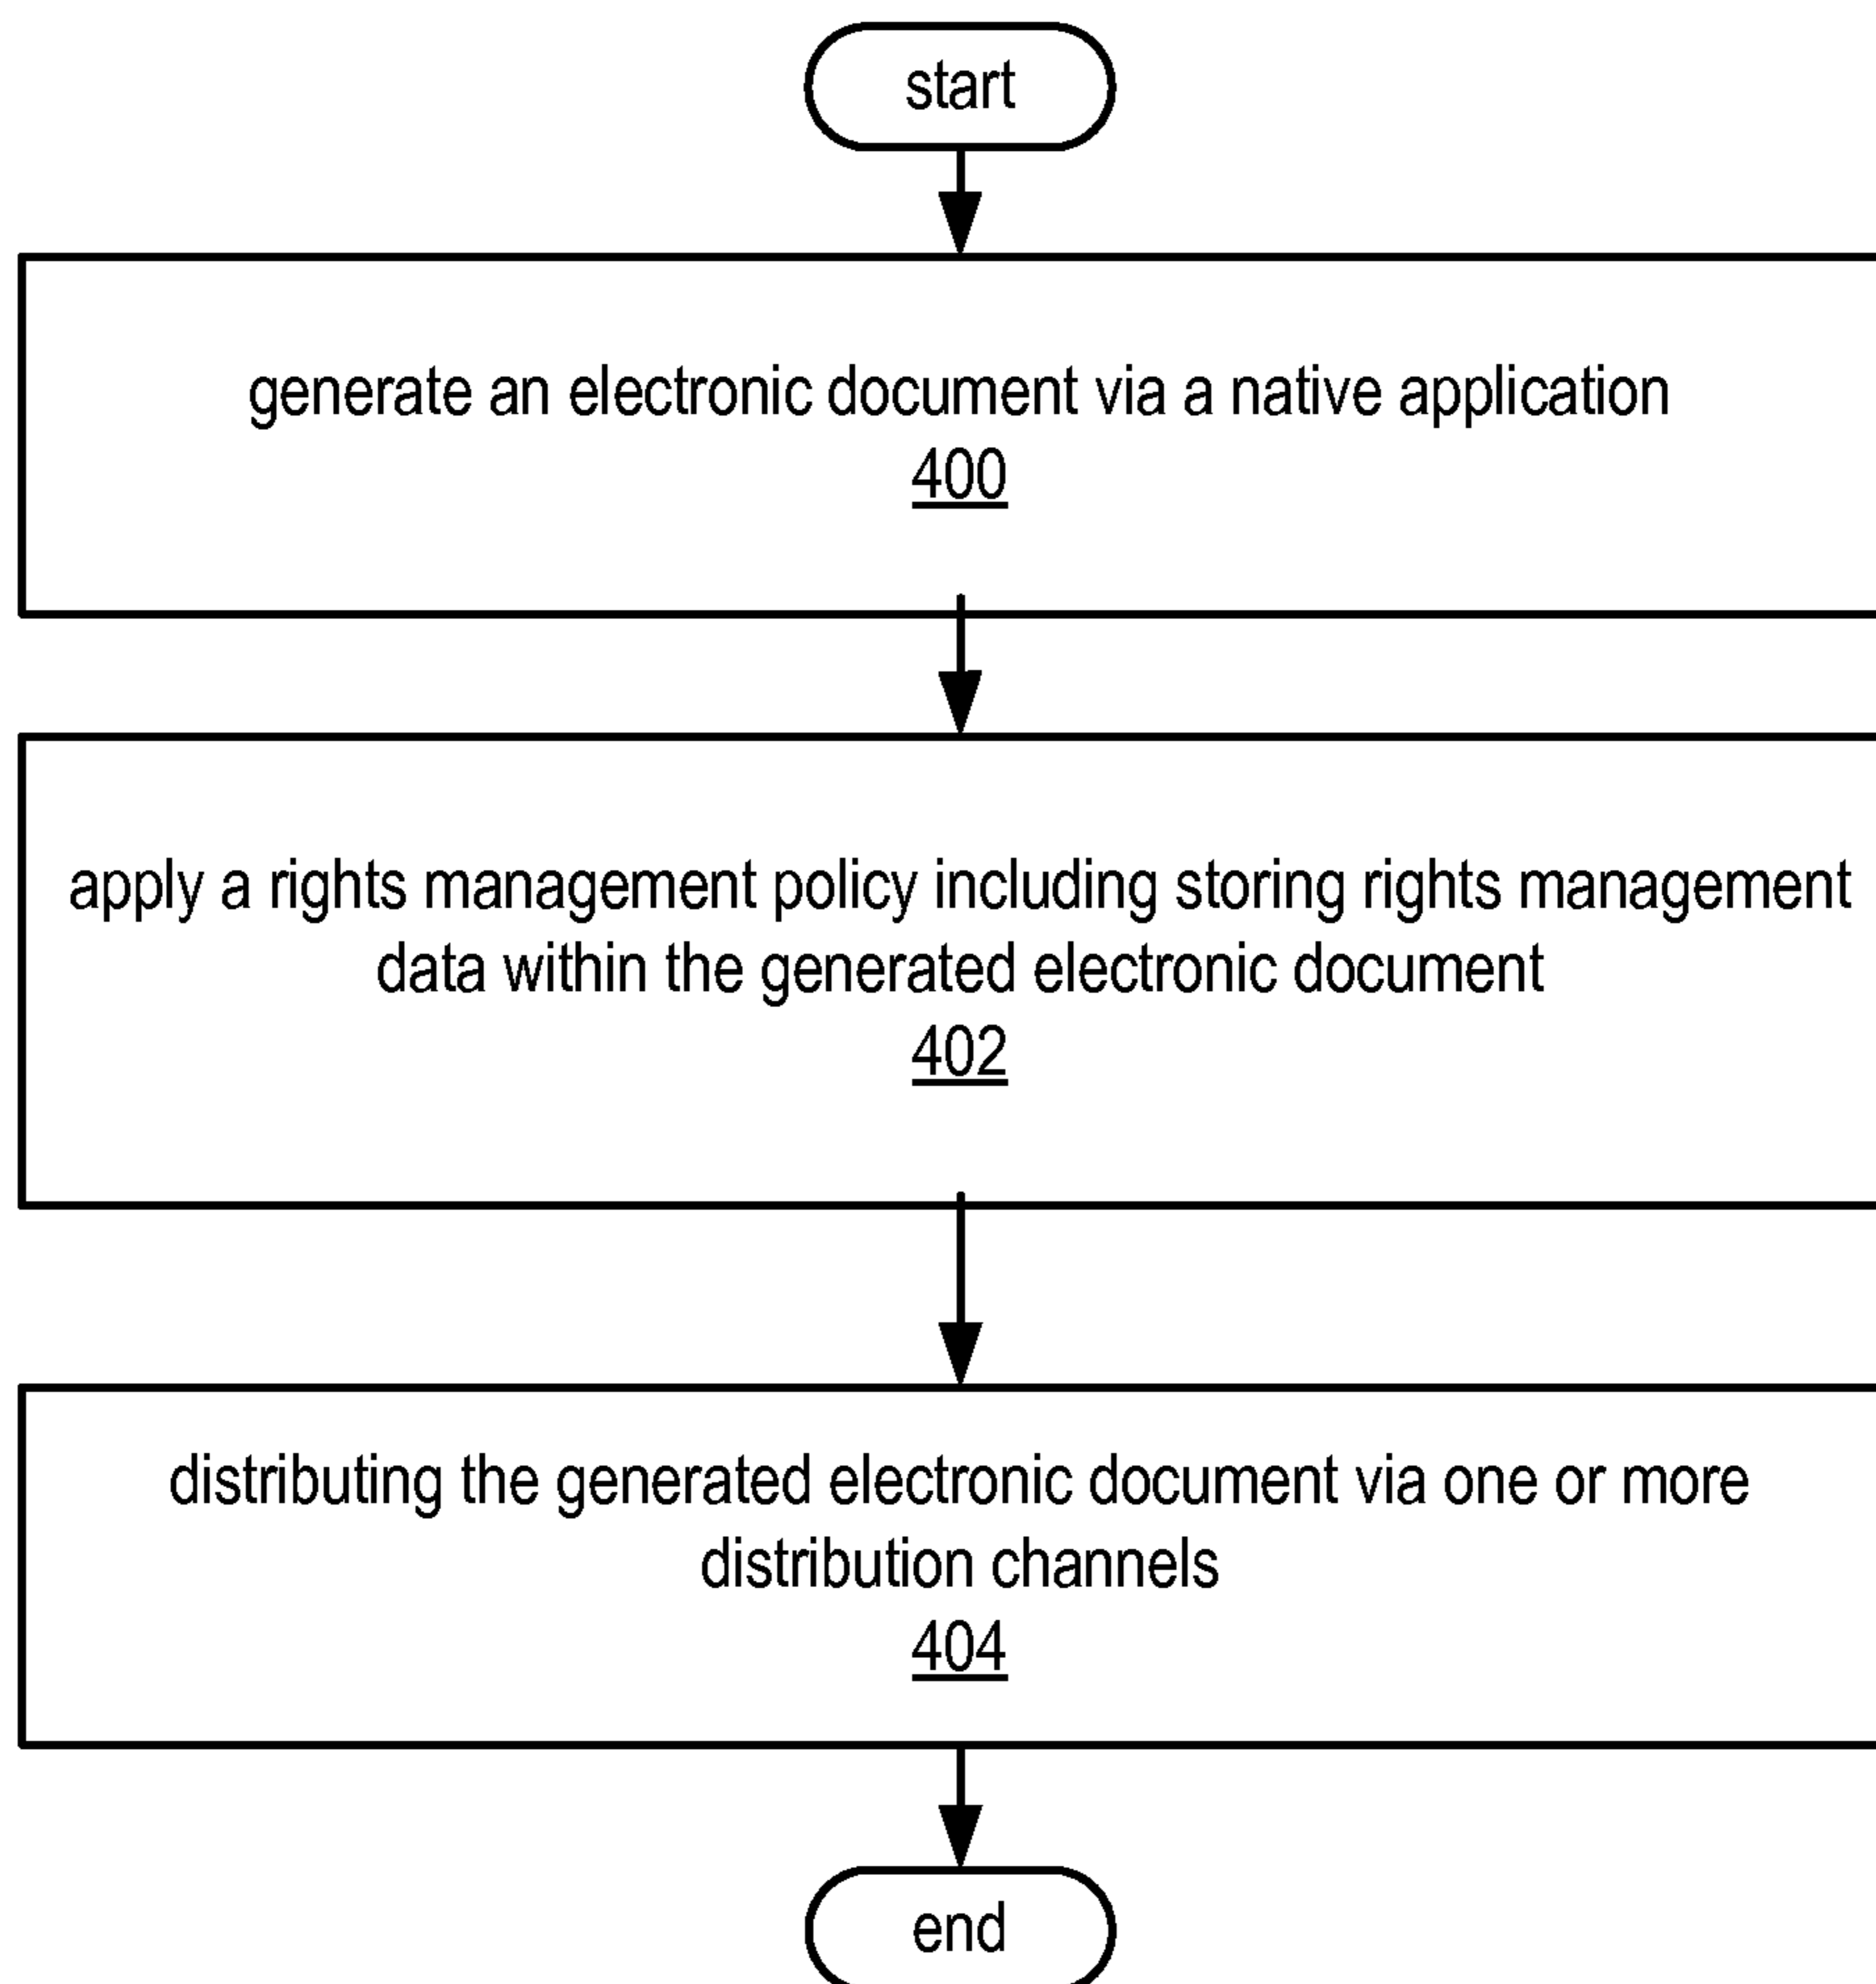 start
generate an electronic document via a native application
400
apply a rights management policy including storing rights management
data within the generated electronic document
402
distributing the generated electronic document via one or more
distribution channels
404
end